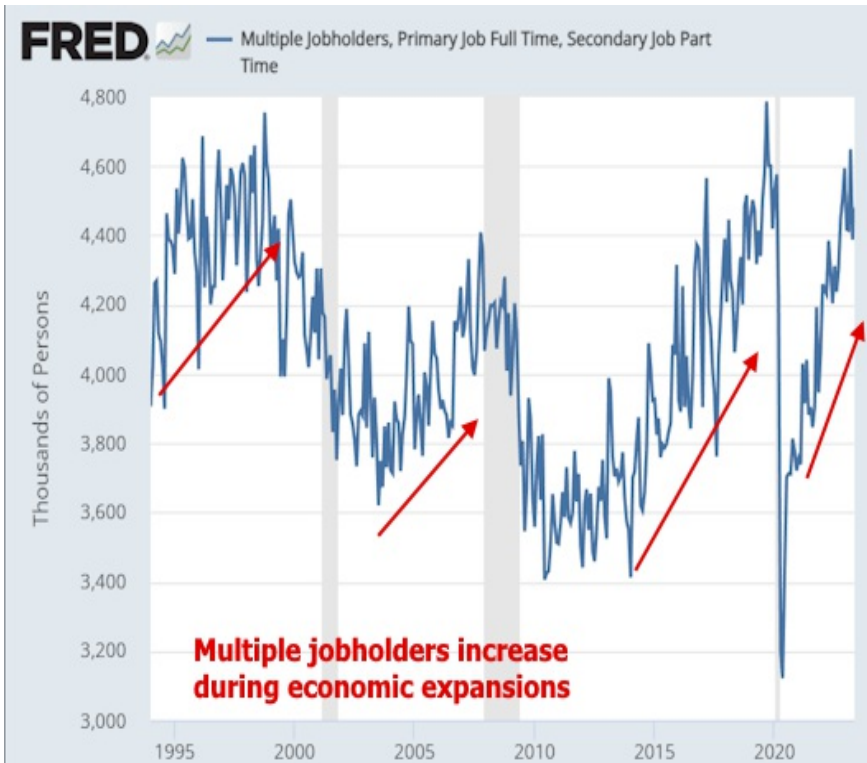 FRED
Multiple Jobholders, Primary Job Full Time, Secondary Job Part
Time
4,800
4,600
4,400
4,200
4,000
3,800
3,600
3,400
3,200
3,000
Thousands of Persons
Multiple jobholders increase
during economic expansions
1995
2000
2005
2010
2015
2020